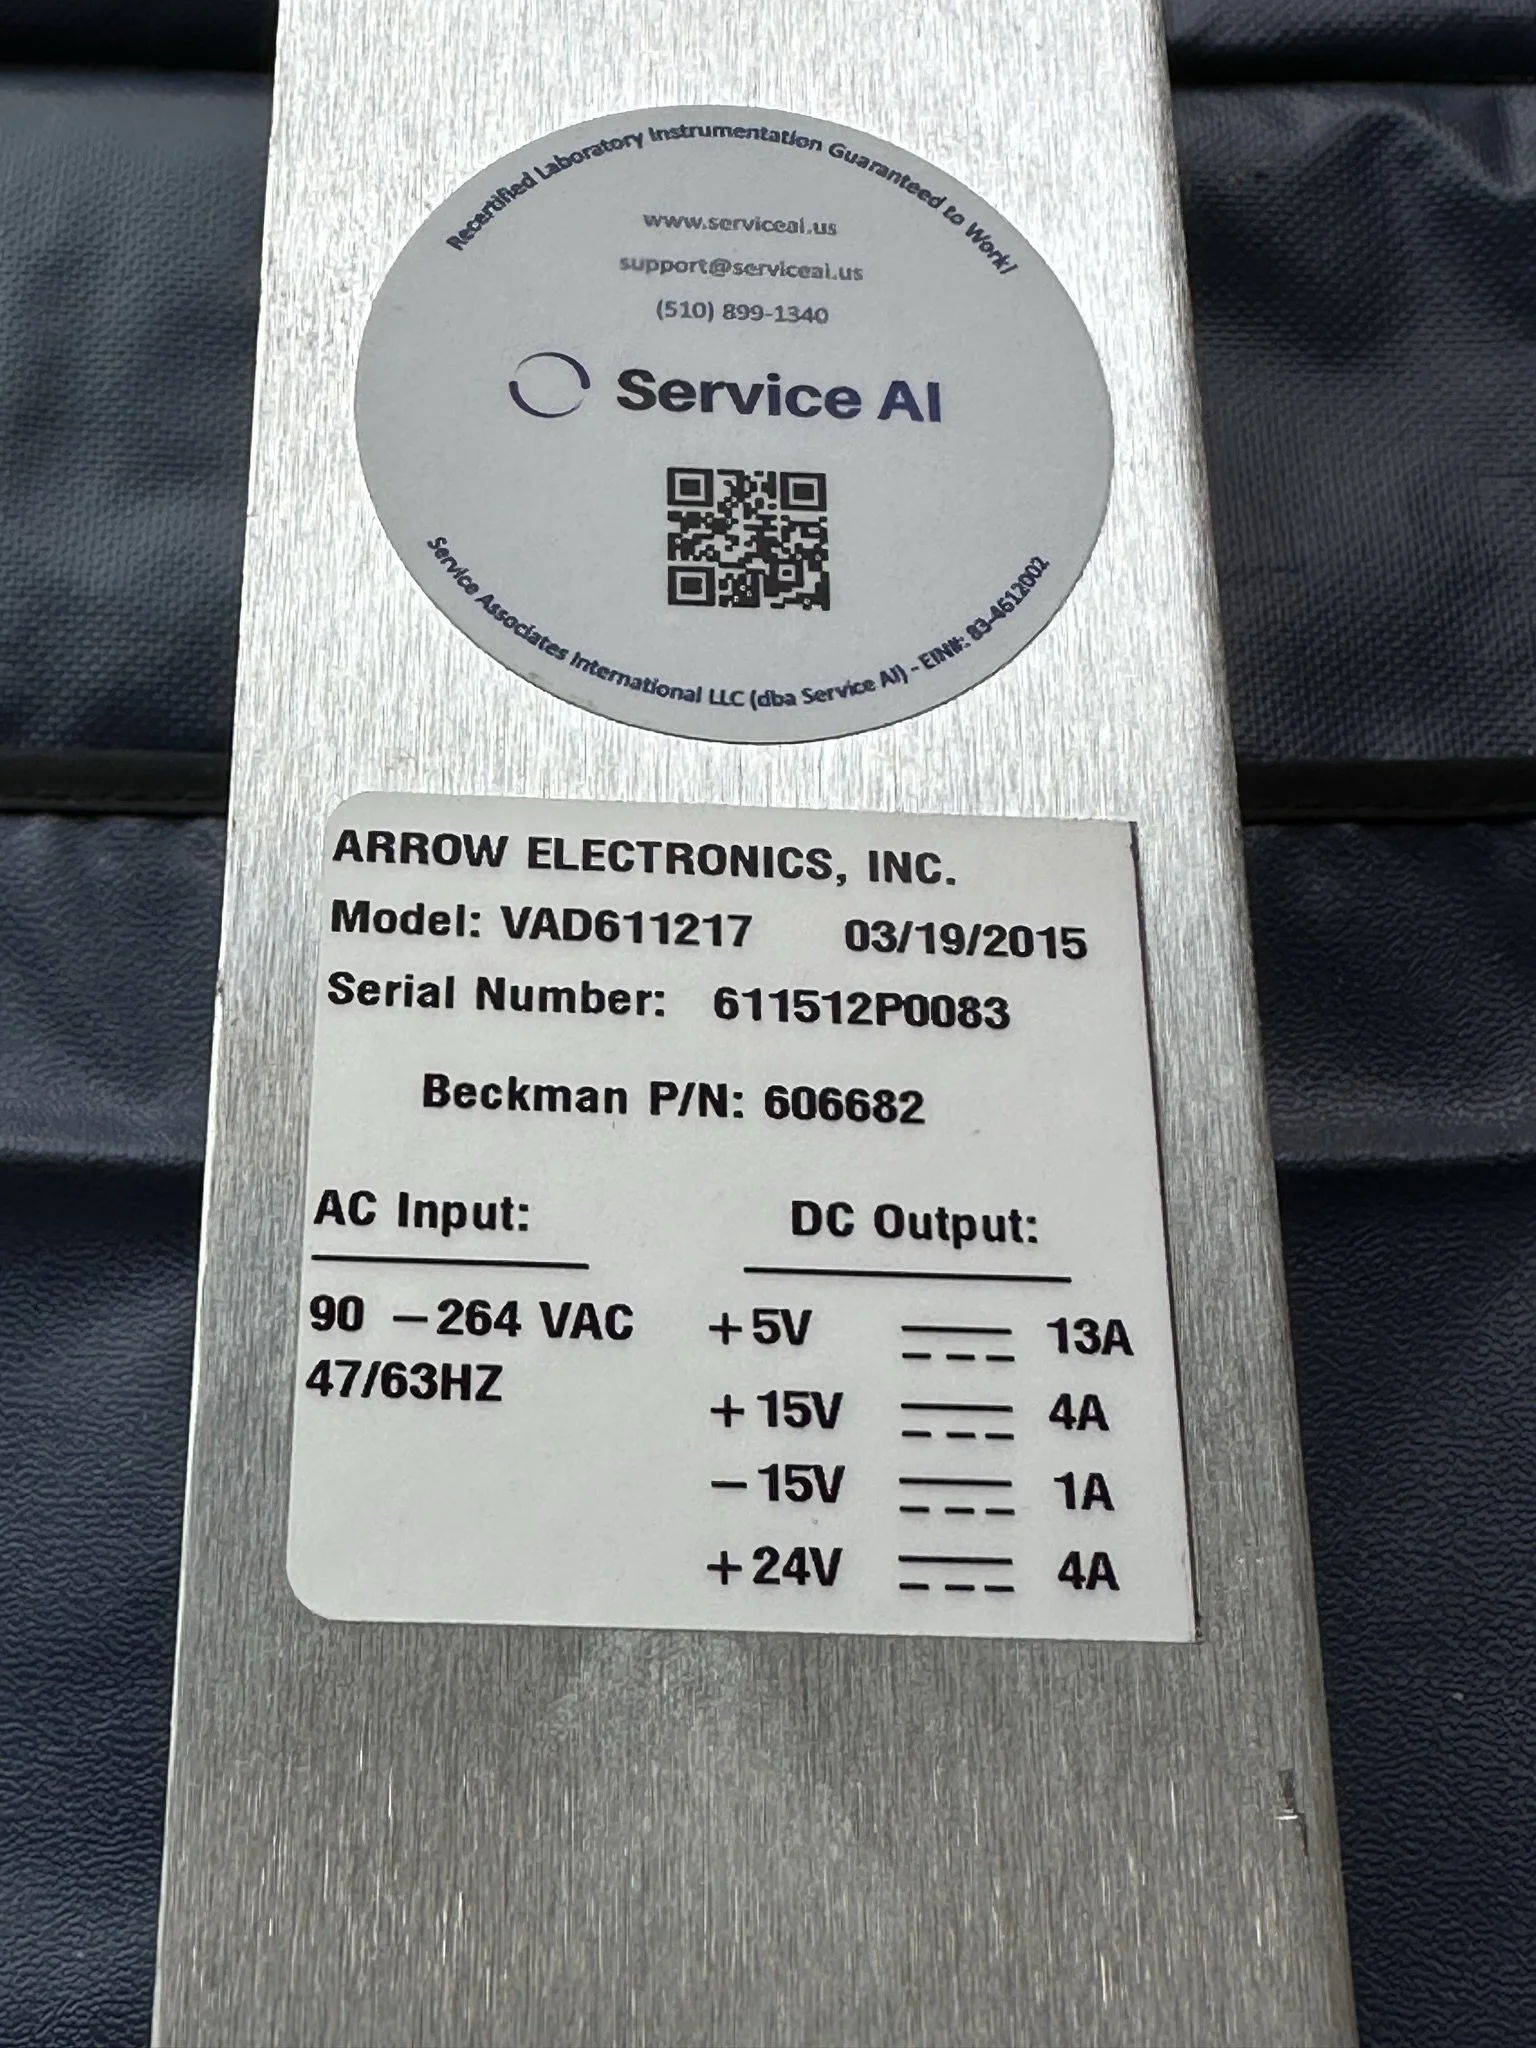 Recertified Laboratory Instrumentation Guaranteed to Work!
www.serviceai.us
support@serviceai.us
(510) 899-1340
Service AI
Service Associates International LLC (dba Service AI) - EIN#: 83-4612002
ARROW ELECTRONICS, INC.
Model: VAD611217 03/19/2015
Serial Number: 611512P0083
Beckman P/N: 606682
AC Input: DC Output:
90 -264 VAC +5V 13A
47/63HZ
+15V 4A
-15V 1A
+24V 4A